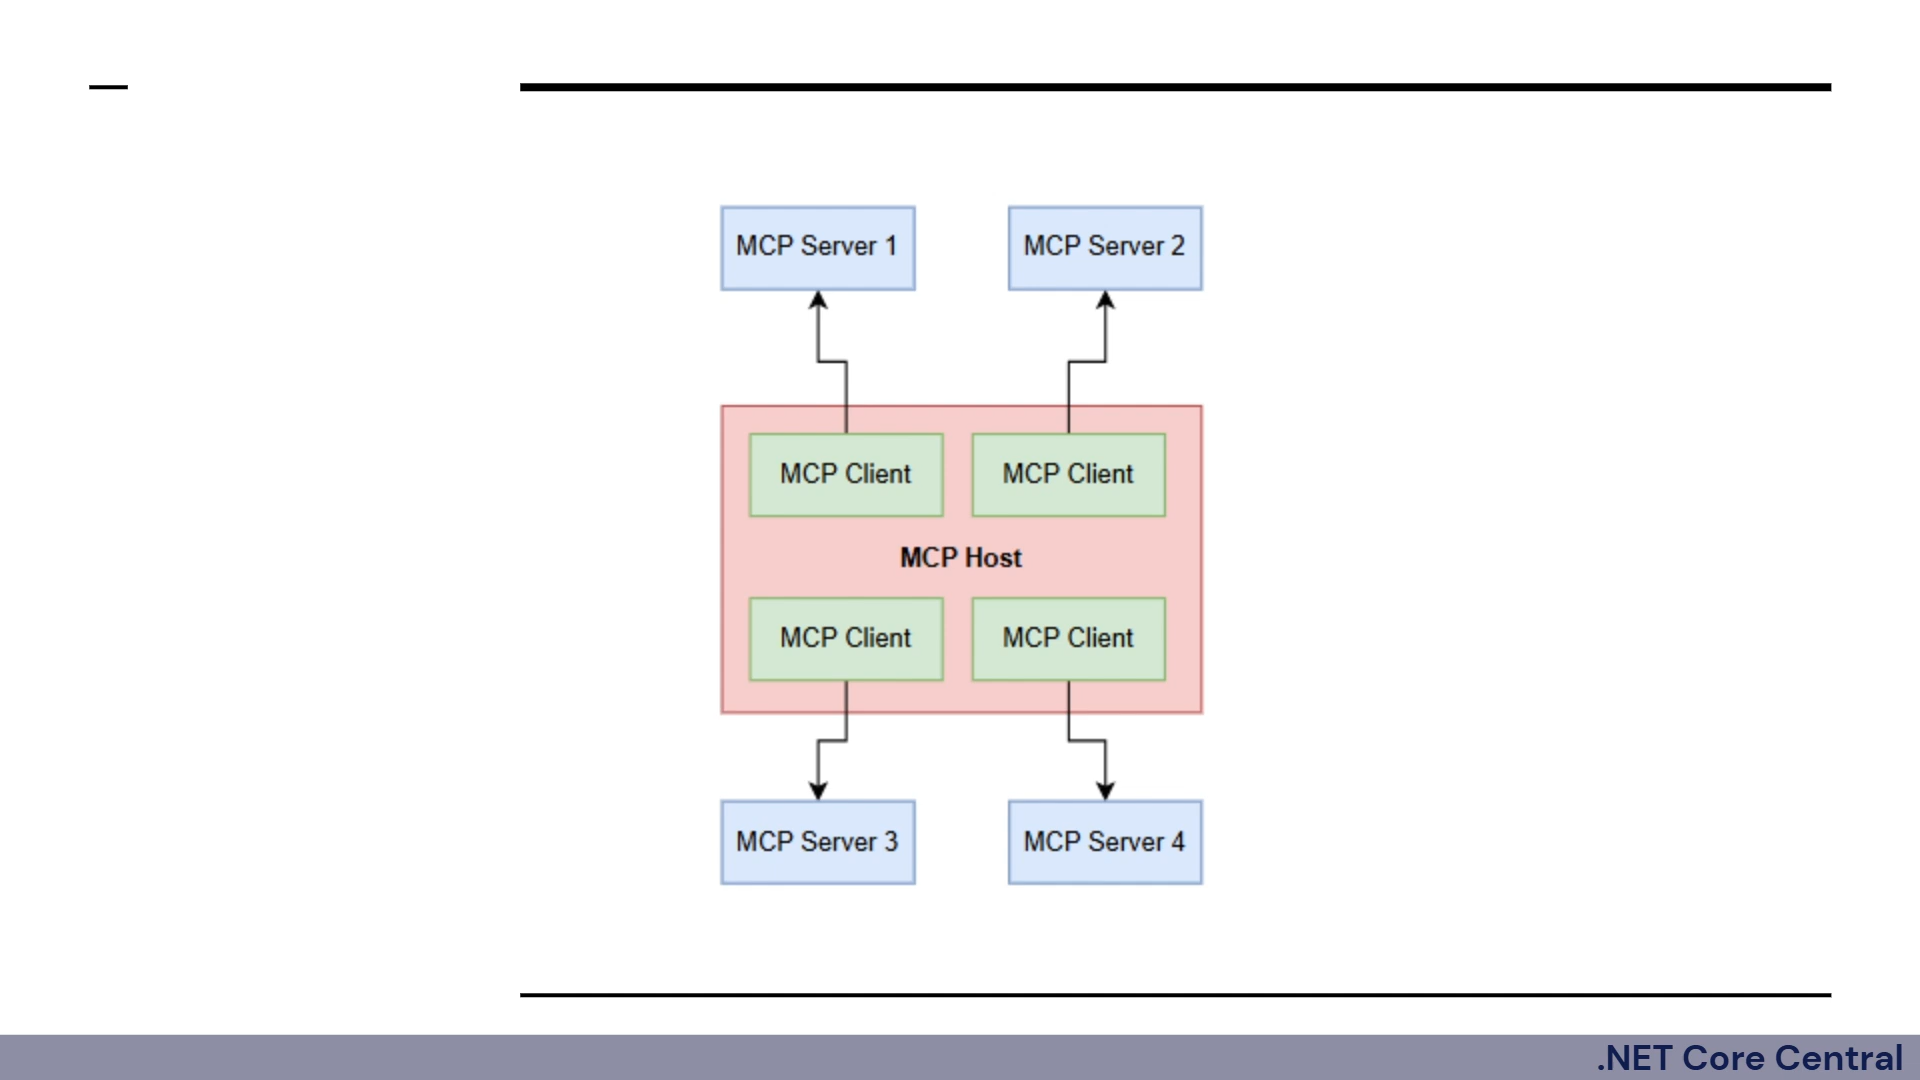 MCP Server 1
MCP Server 2
MCP Client
MCP Client
MCP Host
MCP Client
MCP Client
MCP Server 3
MCP Server 4
.NET Core Central